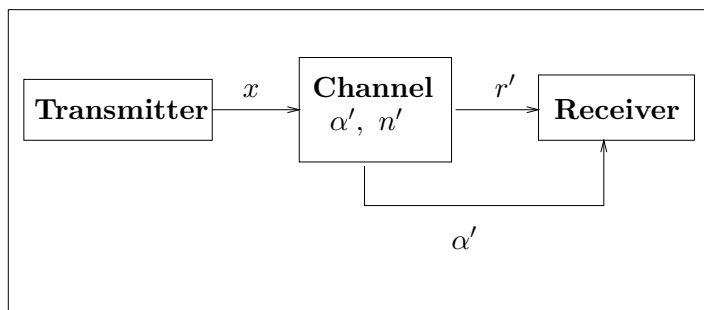 Transmitter
x
Channel
α′, n′
r′
Receiver
α′